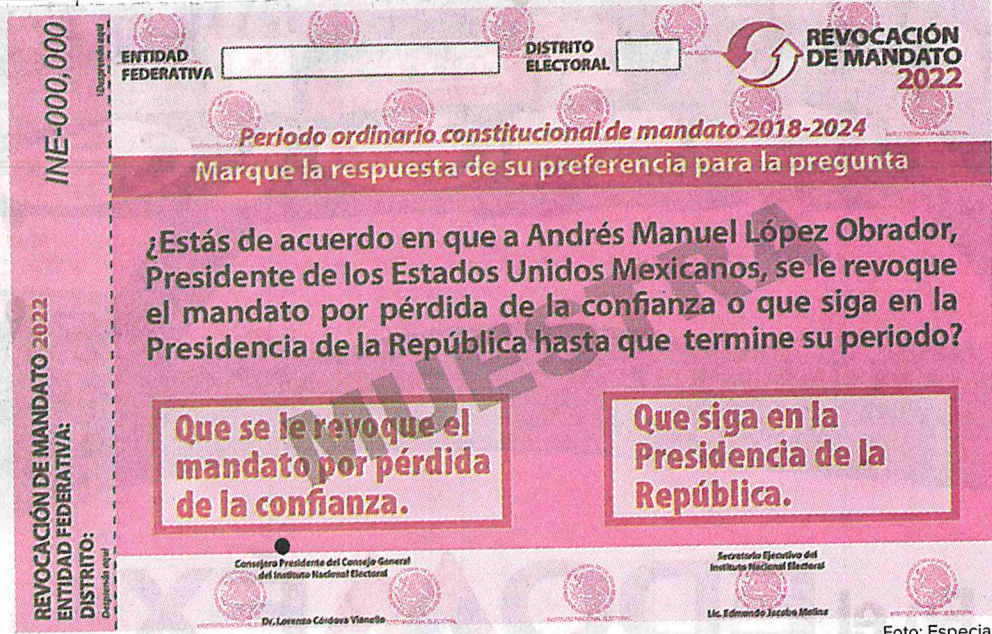 INE-000,000
REVOCACIÓN DE MANDATO 2022
ENTIDAD FEDERATIVA:
DISTRITO:
Desprenda aquí
Desprenda aquí
ENTIDAD
FEDERATIVA
DISTRITO
ELECTORAL
REVOCACIÓN
DE MANDATO
2022
Periodo ordinario constitucional de mandato 2018-2024
Marque la respuesta de su preferencia para la pregunta
¿Estás de acuerdo en que a Andrés Manuel López Obrador,
Presidente de los Estados Unidos Mexicanos, se le revoque
el mandato por pérdida de la confianza o que siga en la
Presidencia de la República hasta que termine su periodo?
MUESTRA
Que se le revoque el
mandato por pérdida
de la confianza.
Que siga en la
Presidencia de la
República.
Consejero Presidente del Consejo General
del Instituto Nacional Electoral
Dr. Lorenzo Córdova Vianello
Secretario Ejecutivo del
Instituto Nacional Electoral
Lic. Edmundo Jacobo Molina
Foto: Especia